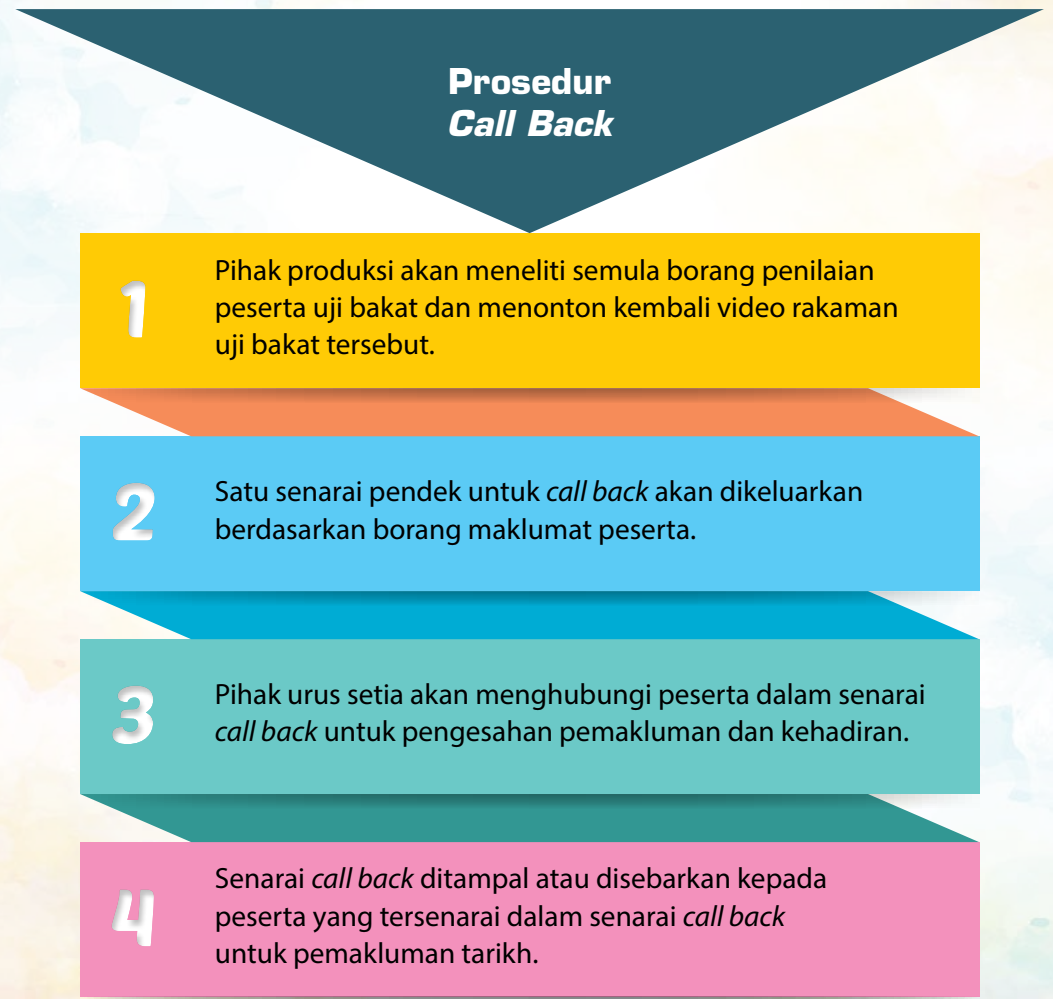 Prosedur
Call Back
1
Pihak produksi akan meneliti semula borang penilaian
peserta uji bakat dan menonton kembali video rakaman
uji bakat tersebut.
2
Satu senarai pendek untuk call back akan dikeluarkan
berdasarkan borang maklumat peserta.
3
Pihak urus setia akan menghubungi peserta dalam senarai
call back untuk pengesahan pemakluman dan kehadiran.
4
Senarai call back ditampal atau disebarkan kepada
peserta yang tersenarai dalam senarai call back
untuk pemakluman tarikh.